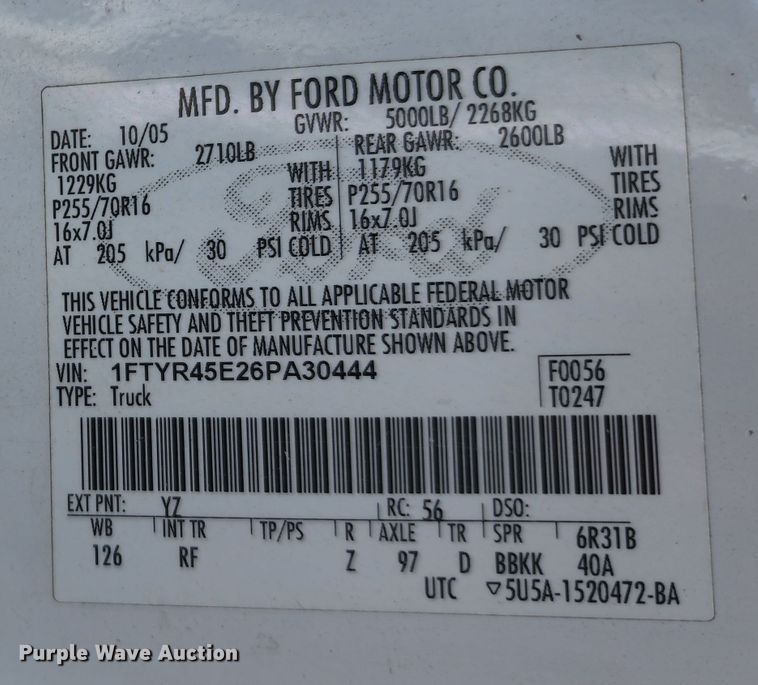 MFD. BY FORD MOTOR CO.
DATE: 10/05 GVWR: 5000LB/ 2268KG
FRONT GAWR: 2710LB REAR GAWR: 2600LB
1229KG WITH 1179KG WITH
P255/70R16 TIRES P255/70R16 TIRES
16x7.0J RIMS 16x7.0J RIMS
AT 205 kPa/ 30 PSI COLD AT 205 kPa/ 30 PSI COLD
Ford
THIS VEHICLE CONFORMS TO ALL APPLICABLE FEDERAL MOTOR
VEHICLE SAFETY AND THEFT PREVENTION STANDARDS IN
EFFECT ON THE DATE OF MANUFACTURE SHOWN ABOVE.
VIN: 1FTYR45E26PA30444 F0056
TYPE: Truck T0247
EXT PNT: YZ RC: 56 DSO:
WB INT TR TP/PS R AXLE TR SPR 6R31B
126 RF Z 97 D BBKK 40A
UTC ▽5U5A-1520472-BA
Purple Wave Auction